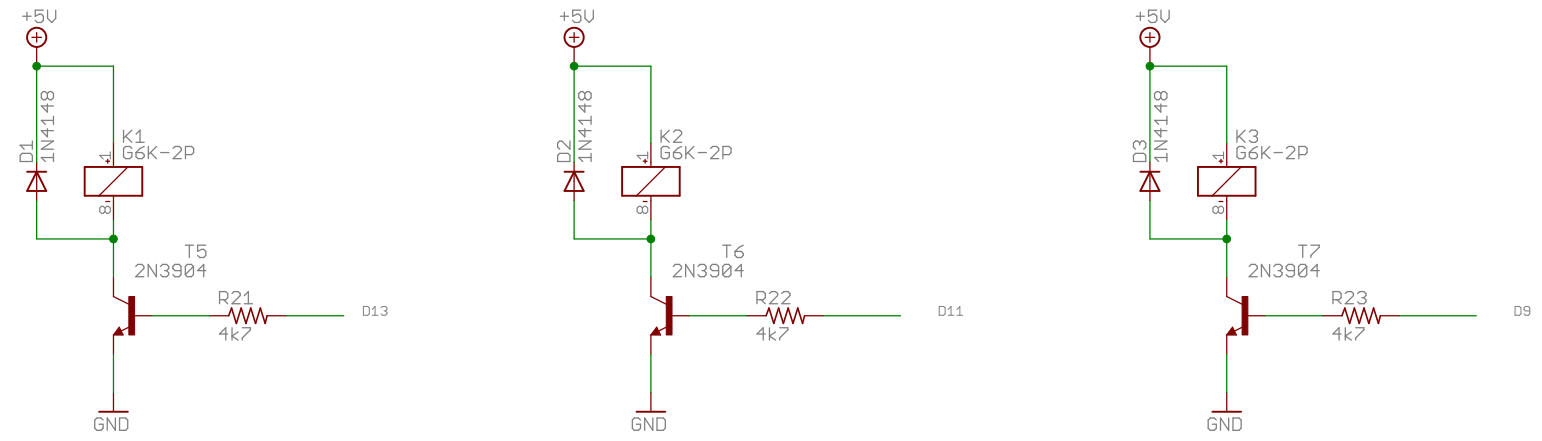 +5V
D1
1N4148
K1
G6K-2P
1
+
8
-
T5
2N3904
R21
4k7
D13
GND
+5V
D2
1N4148
K2
G6K-2P
1
+
8
-
T6
2N3904
R22
4k7
D11
GND
+5V
D3
1N4148
K3
G6K-2P
1
+
8
-
T7
2N3904
R23
4k7
D9
GND